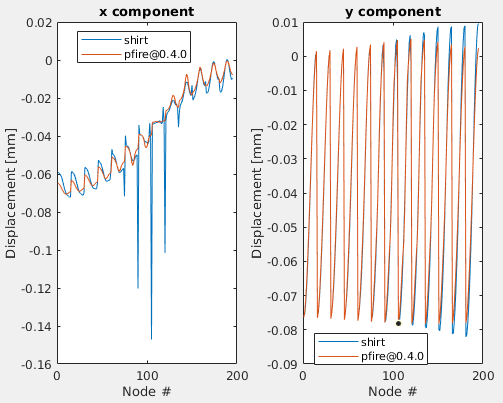 x component
0.02
0
-0.02
-0.04
-0.06
-0.08
-0.1
-0.12
-0.14
-0.16
Displacement [mm]
shirt
pfire@0.4.0
0
100
200
Node #
y component
0.01
0
-0.01
-0.02
-0.03
-0.04
-0.05
-0.06
-0.07
-0.08
-0.09
Displacement [mm]
shirt
pfire@0.4.0
0
100
200
Node #